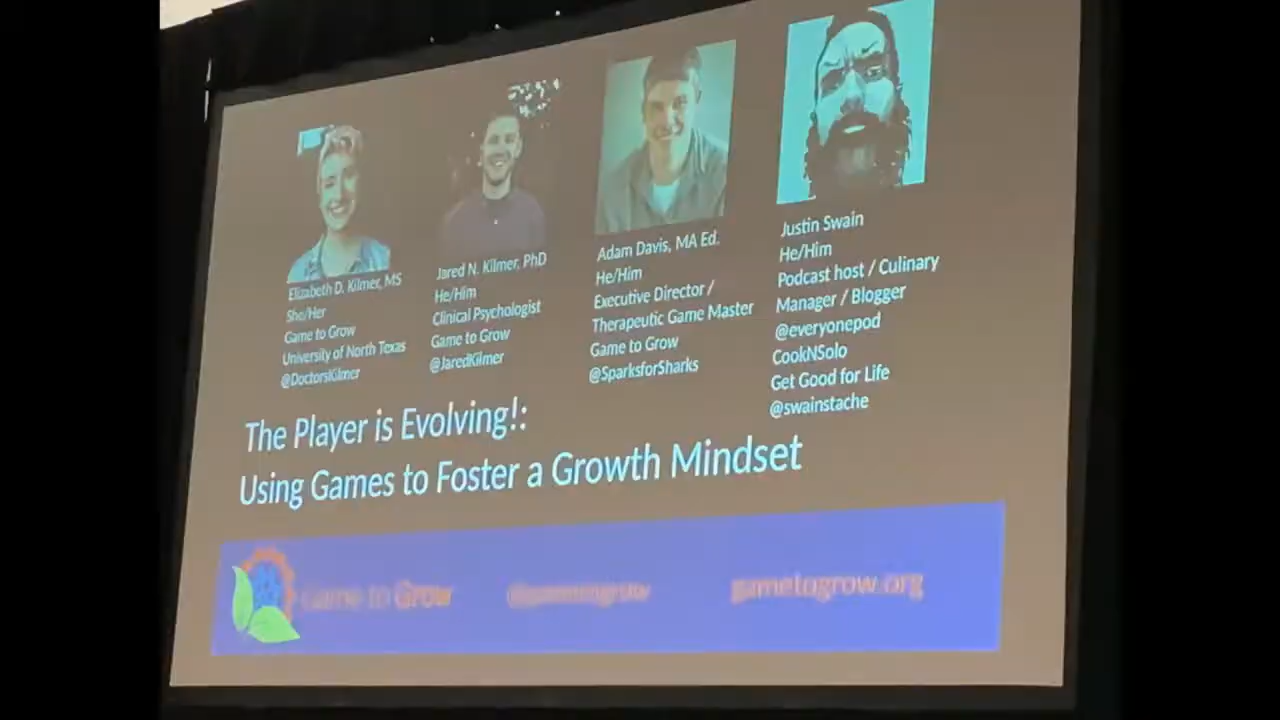 Elizabeth D. Kilmer, MS
She/Her
Game to Grow
University of North Texas
@DoctorsKilmer
Jared N. Kilmer, PhD
He/Him
Clinical Psychologist
Game to Grow
@JaredKilmer
Adam Davis, MA Ed.
He/Him
Executive Director /
Therapeutic Game Master
Game to Grow
@SparksforSharks
Justin Swain
He/Him
Podcast host / Culinary
Manager / Blogger
@everyonepod
CookNSolo
Get Good for Life
@swainstache
The Player is Evolving!:
Using Games to Foster a Growth Mindset
Game to Grow
@gametogrow
gametogrow.org